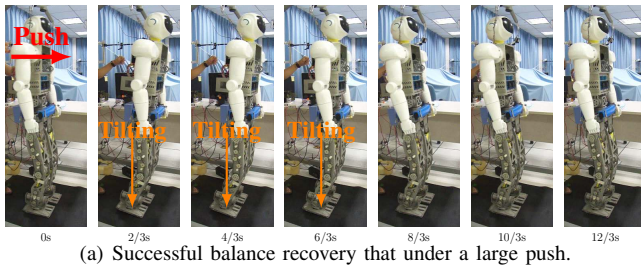 Push
Tilting Tilting Tilting
0s 2/3s 4/3s 6/3s 8/3s 10/3s 12/3s
(a) Successful balance recovery that under a large push.